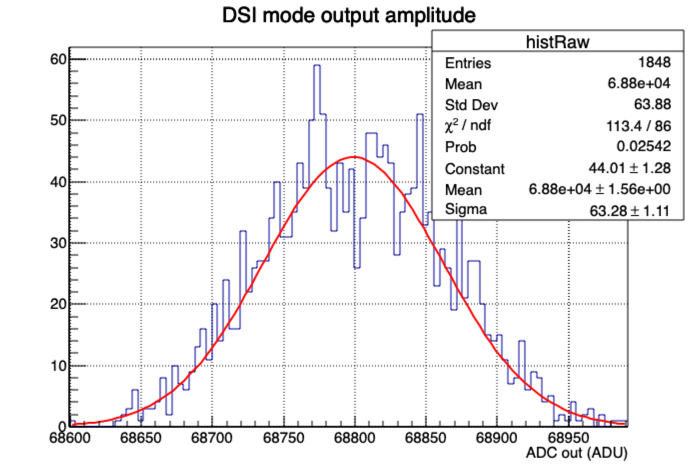 DSI mode output amplitude
histRaw
Entries 1848
Mean 6.88e+04
Std Dev 63.88
χ² / ndf 113.4 / 86
Prob 0.02542
Constant 44.01 ± 1.28
Mean 6.88e+04 ± 1.56e+00
Sigma 63.28 ± 1.11
60
50
40
30
20
10
0
68600 68650 68700 68750 68800 68850 68900 68950
ADC out (ADU)